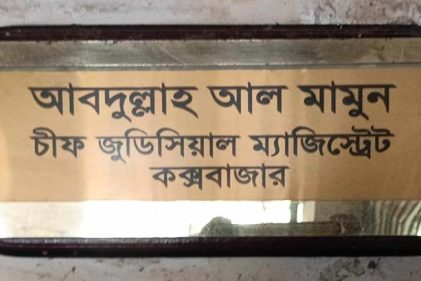 আবদুল্লাহ আল মামুন
চীফ জুডিসিয়াল ম্যাজিস্ট্রেট
কক্সবাজার